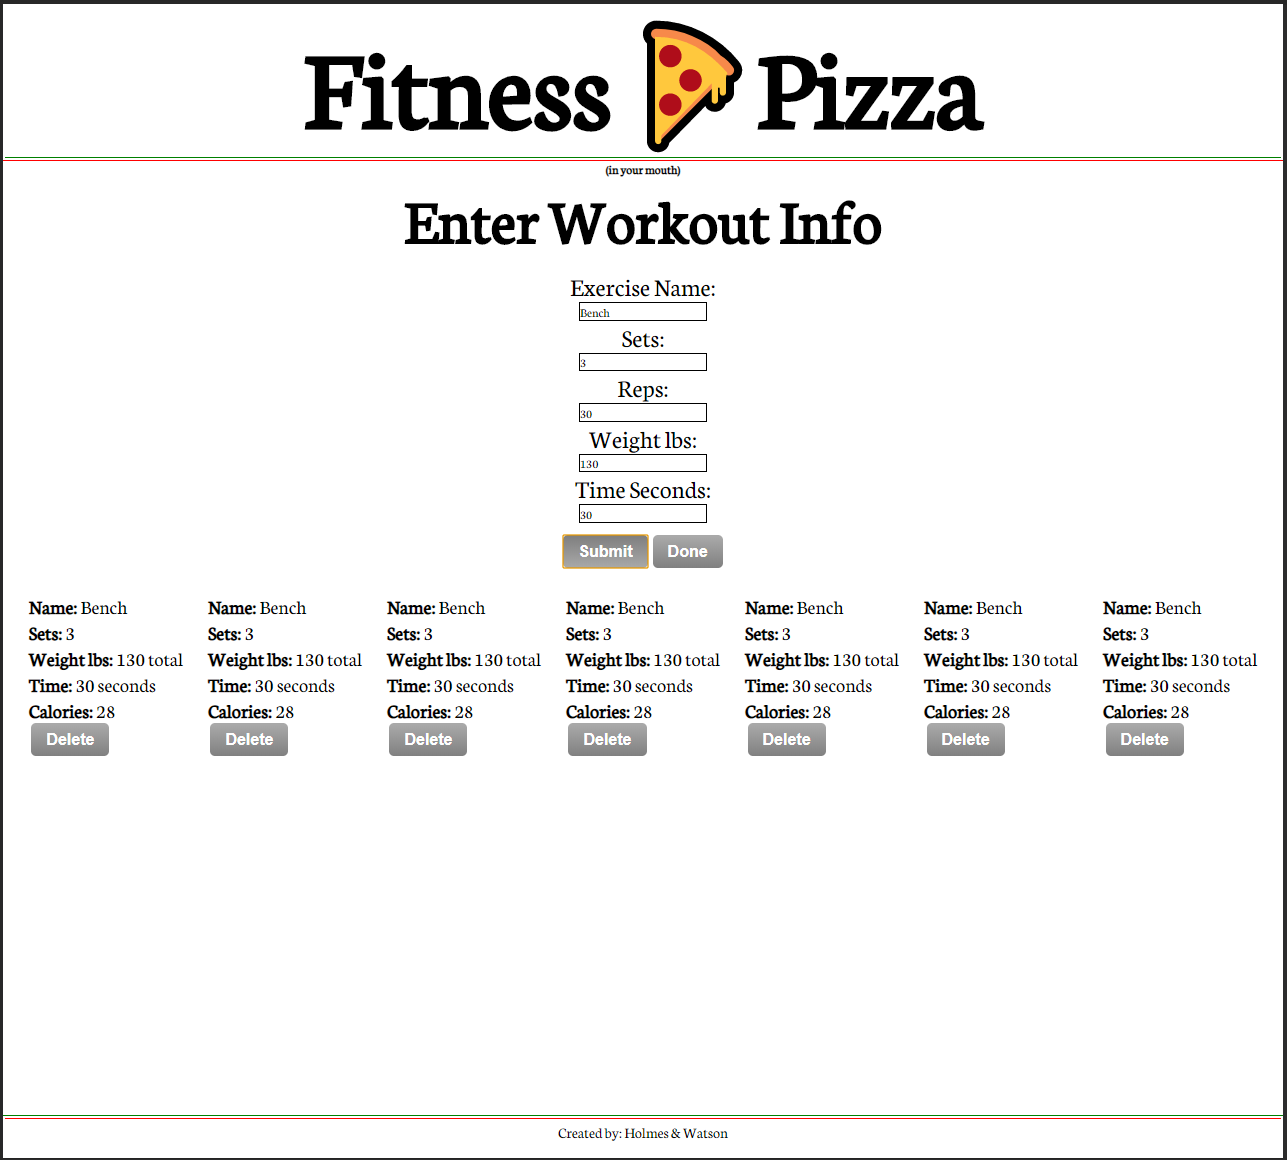 Fitness Pizza
(in your mouth)
Enter Workout Info
Exercise Name:
Bench
Sets:
3
Reps:
30
Weight lbs:
130
Time Seconds:
30
Submit Done
Name: Bench
Sets: 3
Weight lbs: 130 total
Time: 30 seconds
Calories: 28
Delete
Name: Bench
Sets: 3
Weight lbs: 130 total
Time: 30 seconds
Calories: 28
Delete
Name: Bench
Sets: 3
Weight lbs: 130 total
Time: 30 seconds
Calories: 28
Delete
Name: Bench
Sets: 3
Weight lbs: 130 total
Time: 30 seconds
Calories: 28
Delete
Name: Bench
Sets: 3
Weight lbs: 130 total
Time: 30 seconds
Calories: 28
Delete
Name: Bench
Sets: 3
Weight lbs: 130 total
Time: 30 seconds
Calories: 28
Delete
Name: Bench
Sets: 3
Weight lbs: 130 total
Time: 30 seconds
Calories: 28
Delete
Created by: Holmes & Watson